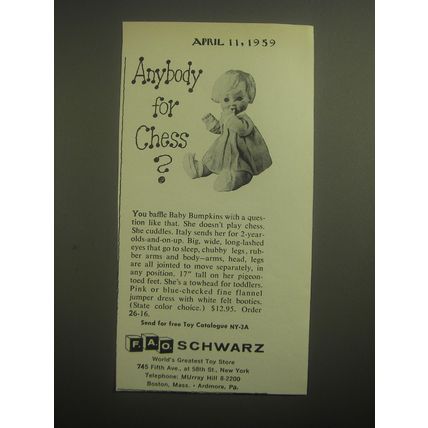 APRIL 11, 1959
Anybody
for
Chess
?
You baffle Baby Bumpkins with a ques-
tion like that. She doesn't play chess.
She cuddles. Italy sends her for 2-year-
olds-and-on-up. Big, wide, long-lashed
eyes that go to sleep, chubby legs, rub-
ber arms and body—arms, head, legs
are all jointed to move separately, in
any position. 17" tall on her pigeon-
toed feet. She's a towhead for toddlers.
Pink or blue-checked fine flannel
jumper dress with white felt booties.
(State color choice.) $12.95. Order
26-16.
Send for free Toy Catalogue NY-3A
F.A.O. SCHWARZ
World's Greatest Toy Store
745 Fifth Ave., at 58th St., New York
Telephone: MUrray Hill 8-2200
Boston, Mass. • Ardmore, Pa.